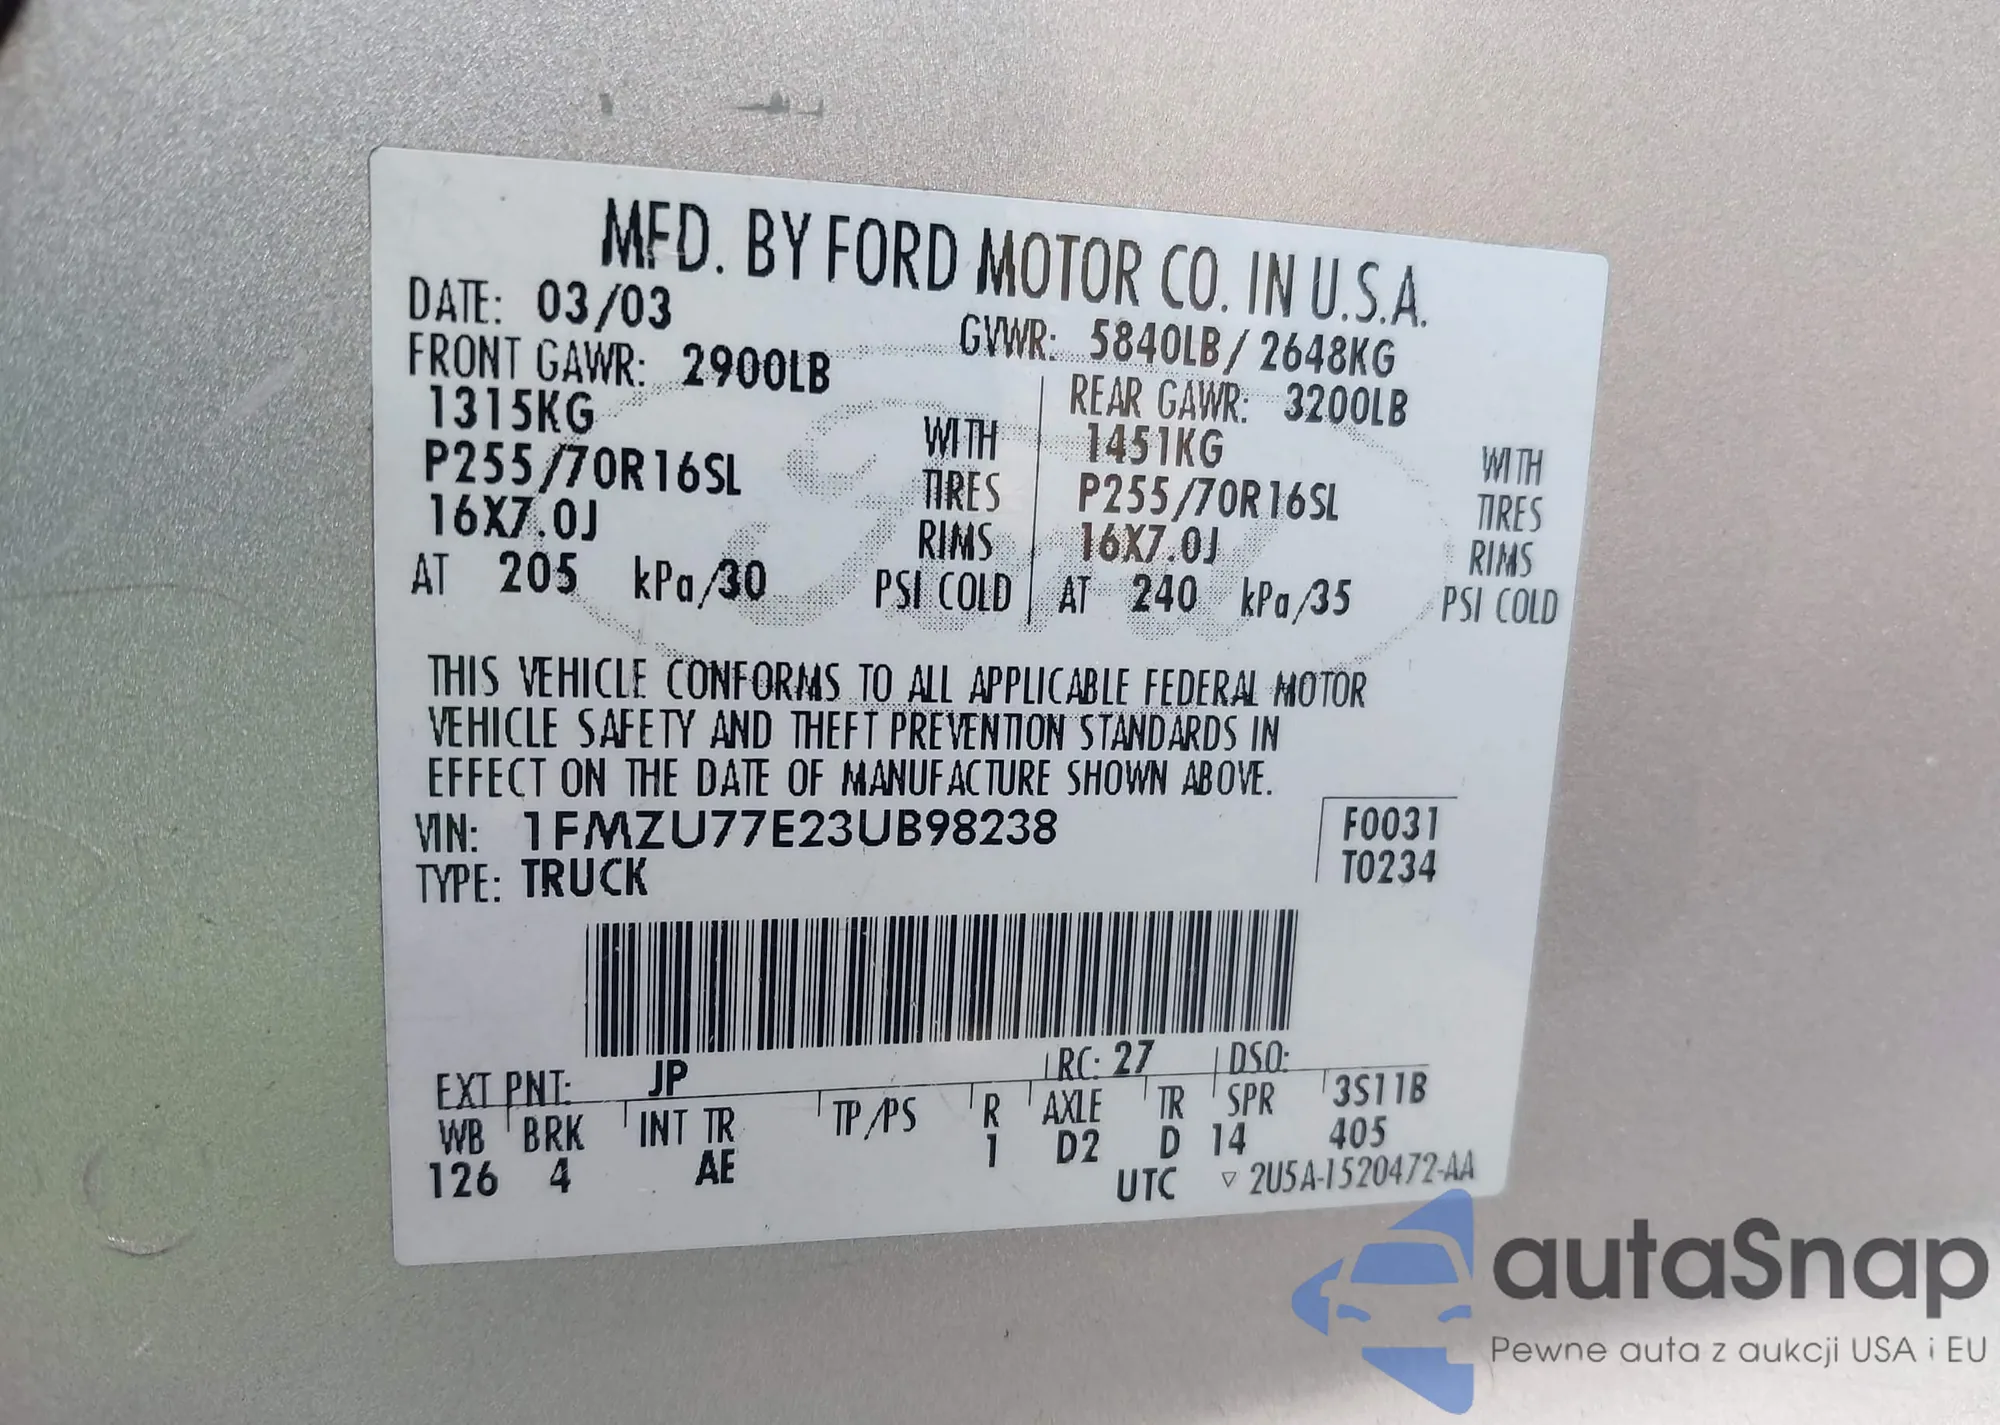 MFD. BY FORD MOTOR CO. IN U.S.A.
DATE: 03/03 GVWR: 5840LB/ 2648KG
FRONT GAWR: 2900LB REAR GAWR: 3200LB
1315KG WITH 1451KG WITH
P255/70R16SL TIRES P255/70R16SL TIRES
16X7.0J RIMS 16X7.0J RIMS
AT 205 kPa/30 PSI COLD AT 240 kPa/35 PSI COLD
THIS VEHICLE CONFORMS TO ALL APPLICABLE FEDERAL MOTOR
VEHICLE SAFETY AND THEFT PREVENTION STANDARDS IN
EFFECT ON THE DATE OF MANUFACTURE SHOWN ABOVE.
VIN: 1FMZU77E23UB98238 F0031
TYPE: TRUCK T0234
EXT PNT: JP RC: 27 DSO:
WB BRK INT TR TP/PS R AXLE TR SPR 3S11B
126 4 AE 1 D2 D 14 405
UTC ▽ 2U5A-1520472-AA
autaSnap
Pewne auta z aukcji USA i EU